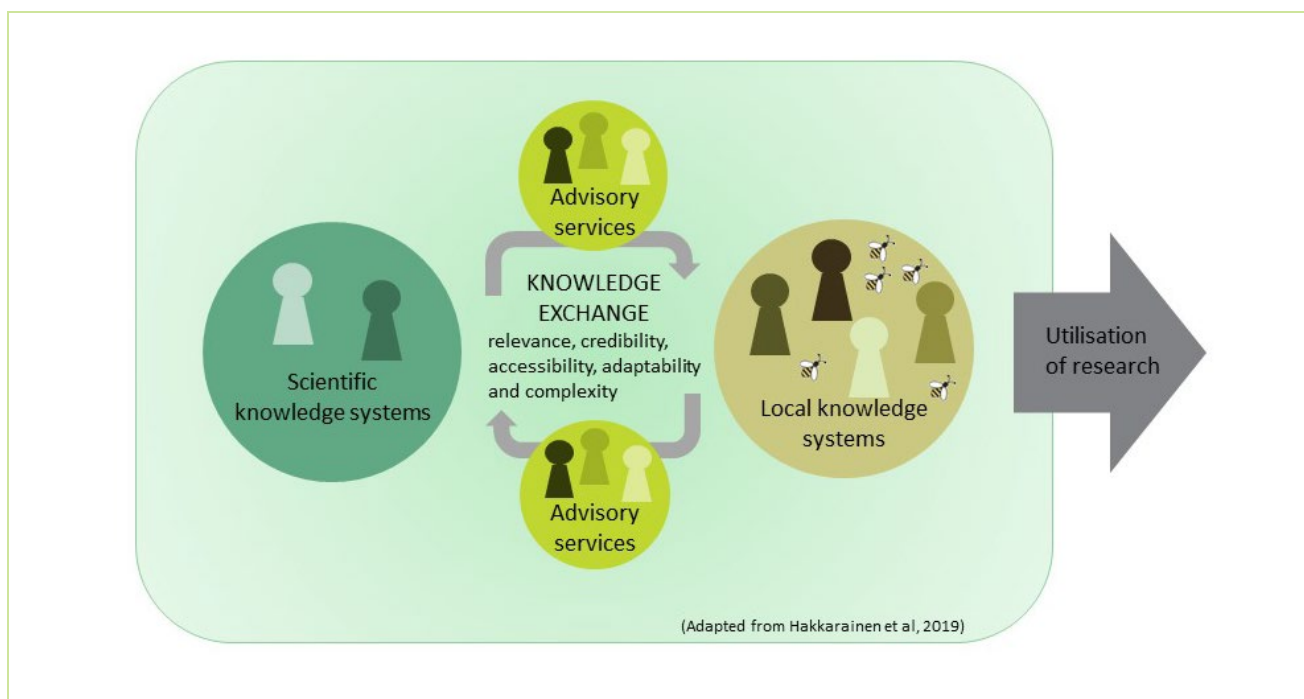 Advisory
services
KNOWLEDGE
EXCHANGE
relevance, credibility,
accessibility, adaptability
and complexity
Scientific
knowledge systems
Local knowledge
systems
Utilisation
of research
Advisory
services
(Adapted from Hakkarainen et al, 2019)